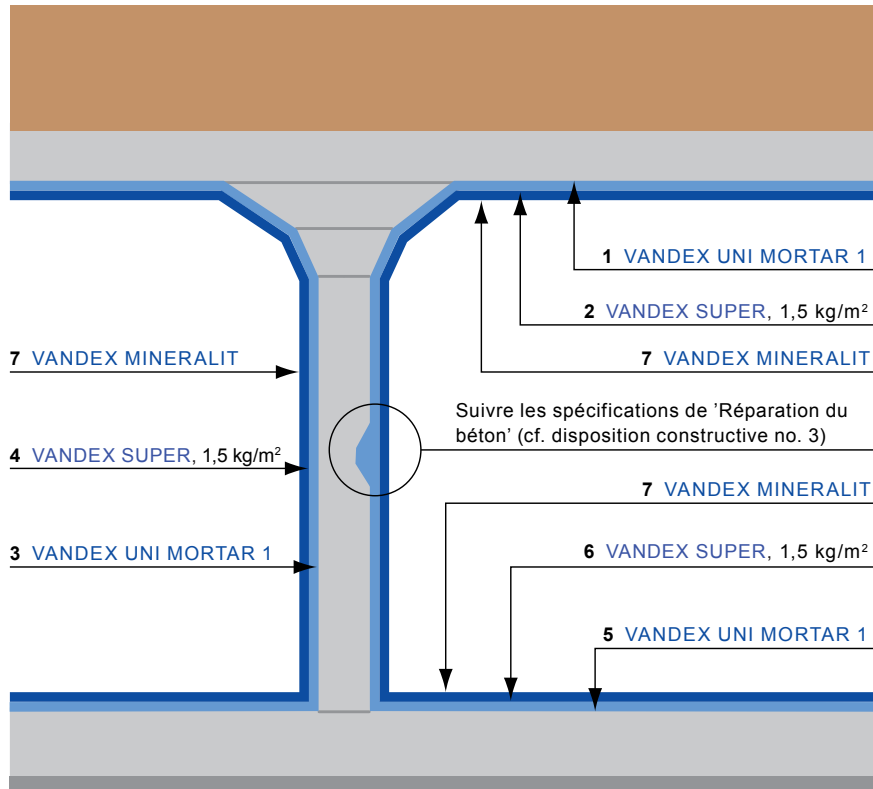 1 VANDEX UNI MORTAR 1
2 VANDEX SUPER, 1,5 kg/m²
7 VANDEX MINERALIT
7 VANDEX MINERALIT
Suivre les spécifications de ’Réparation du
béton’ (cf. disposition constructive no. 3)
4 VANDEX SUPER, 1,5 kg/m²
7 VANDEX MINERALIT
3 VANDEX UNI MORTAR 1
6 VANDEX SUPER, 1,5 kg/m²
5 VANDEX UNI MORTAR 1